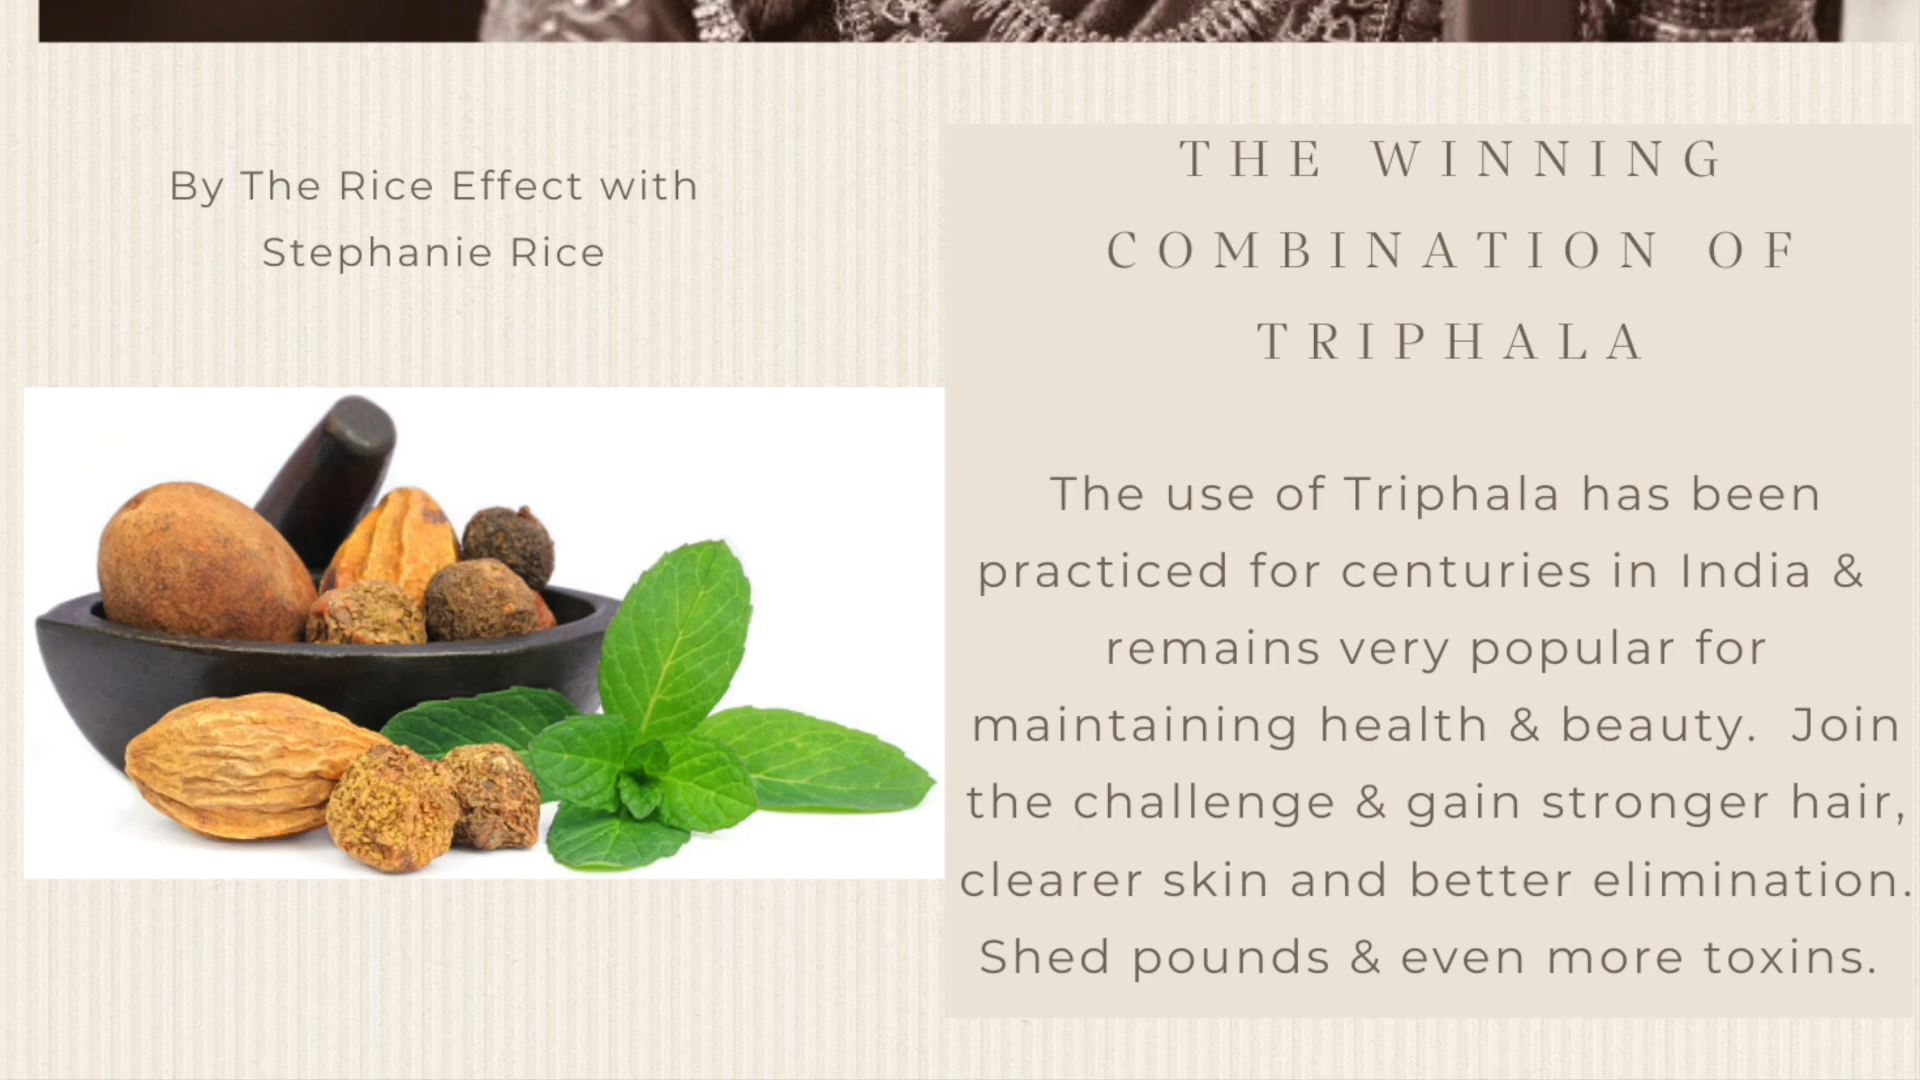 By The Rice Effect with
Stephanie Rice
THE WINNING
COMBINATION OF
TRIPHALA
The use of Triphala has been
practiced for centuries in India &
remains very popular for
maintaining health & beauty.  Join
the challenge & gain stronger hair,
clearer skin and better elimination.
Shed pounds & even more toxins.